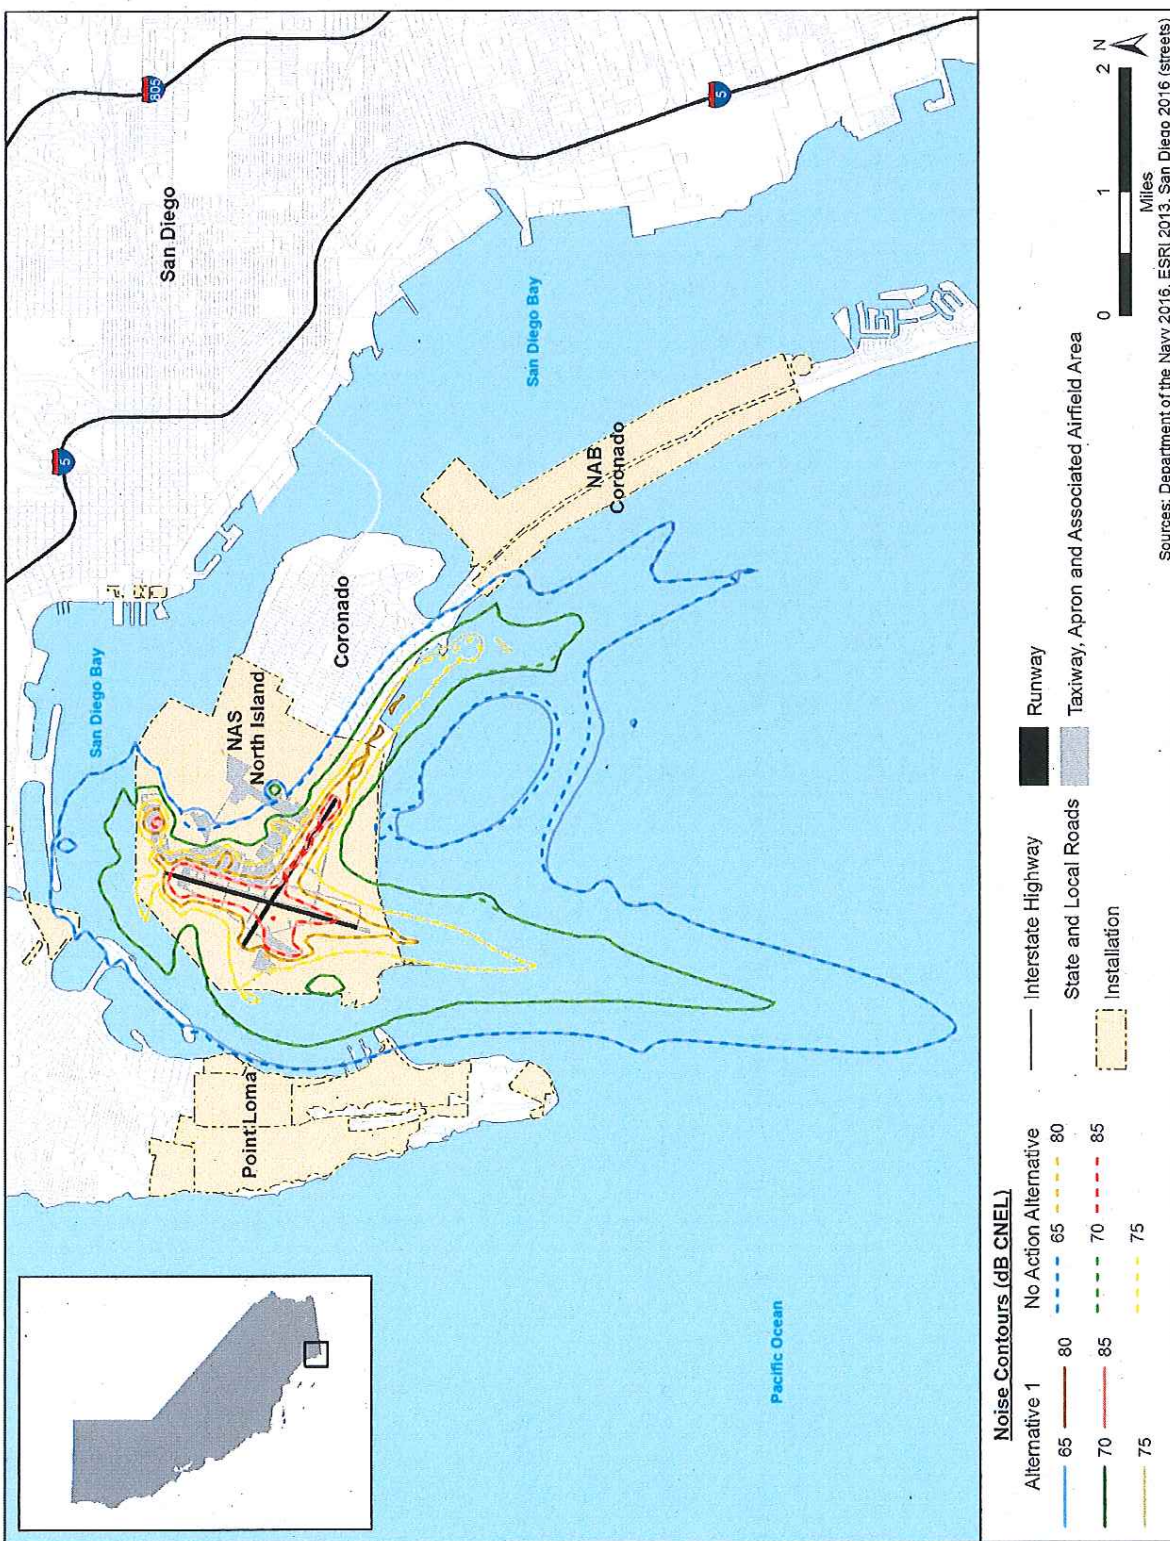 805
5
5
San Diego
San Diego Bay
San Diego Bay
NAS
North Island
Coronado
NAB
Coronado
Point Loma
Pacific Ocean
Noise Contours (dB CNEL)
Alternative 1
65
80
70
85
75
No Action Alternative
65
80
70
85
75
Interstate Highway
State and Local Roads
Installation
Runway
Taxiway, Apron and Associated Airfield Area
0
1
2
N
Miles
Sources: Department of the Navy 2016, ESRI 2013, San Diego 2016 (streets)